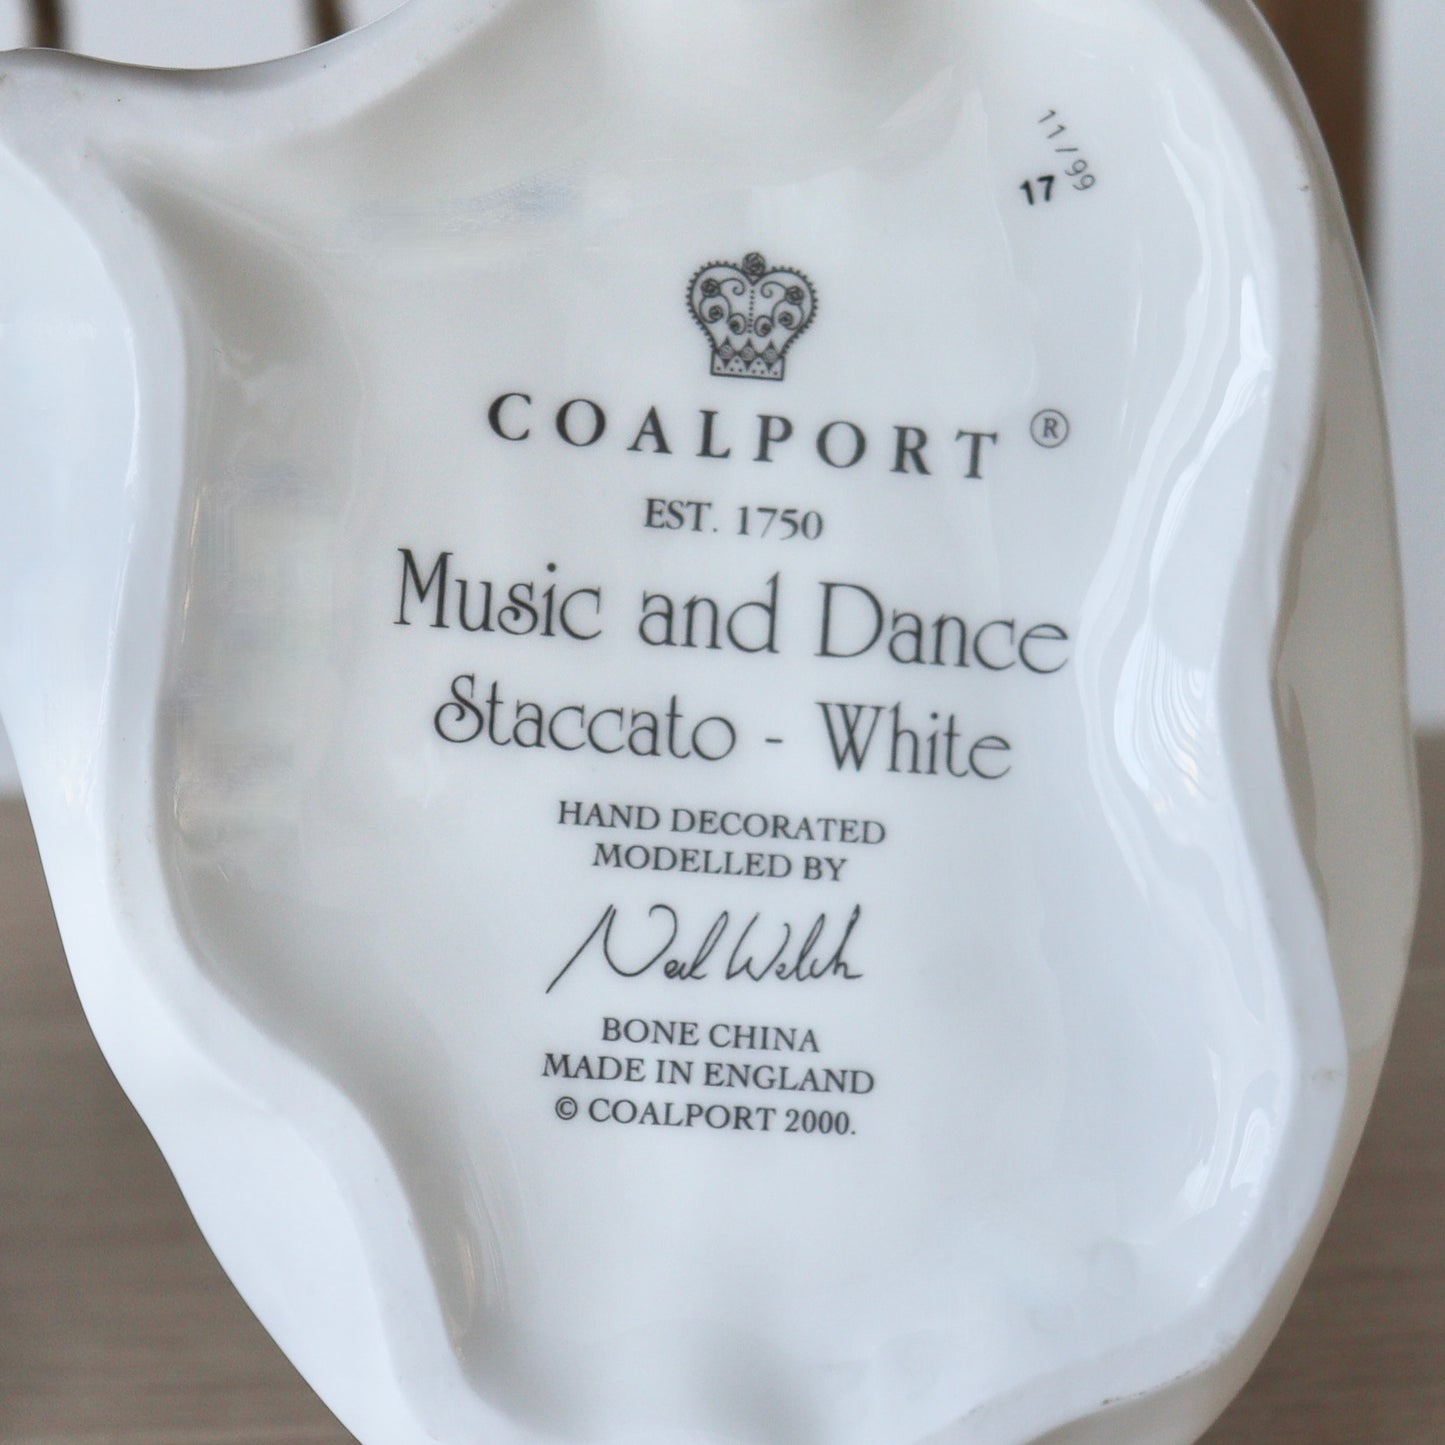 11/99
17
COALPORT ®
EST. 1750
Music and Dance
Staccato - White
HAND DECORATED
MODELLED BY
Neil Welch
BONE CHINA
MADE IN ENGLAND
© COALPORT 2000.